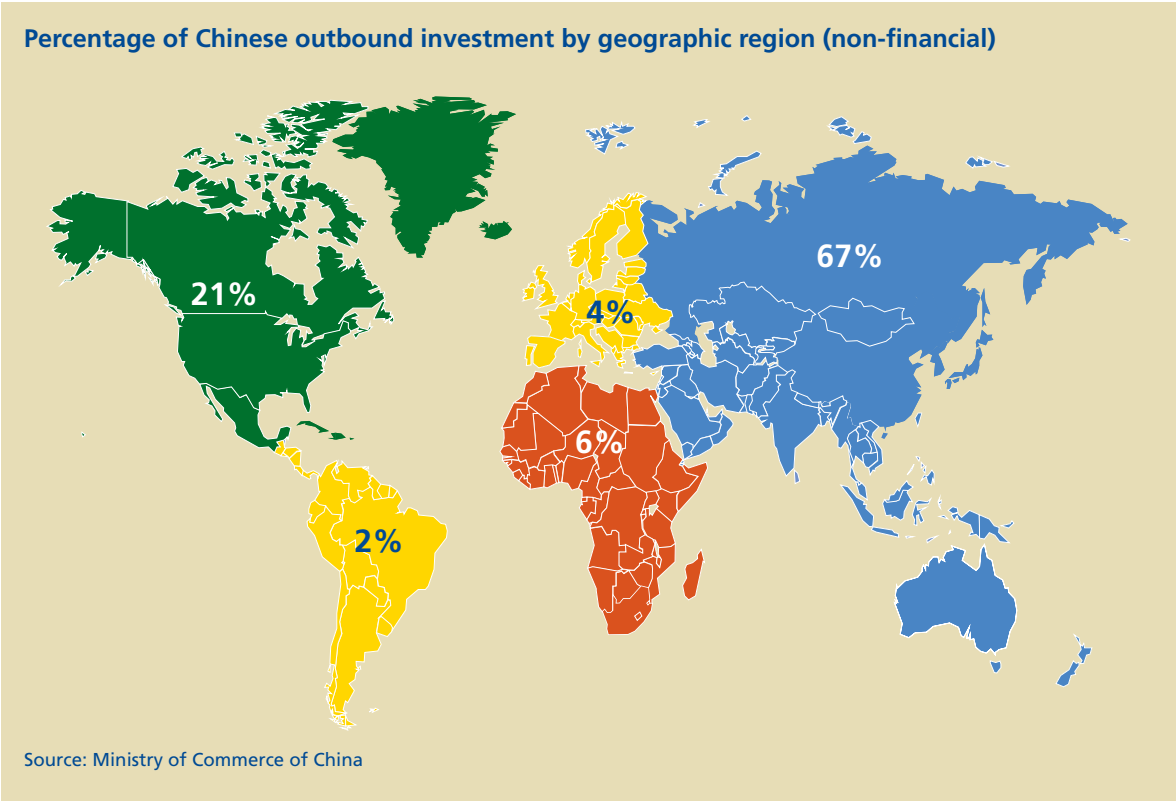 Percentage of Chinese outbound investment by geographic region (non-financial)
67%
21%
4%
6%
2%
Source: Ministry of Commerce of China